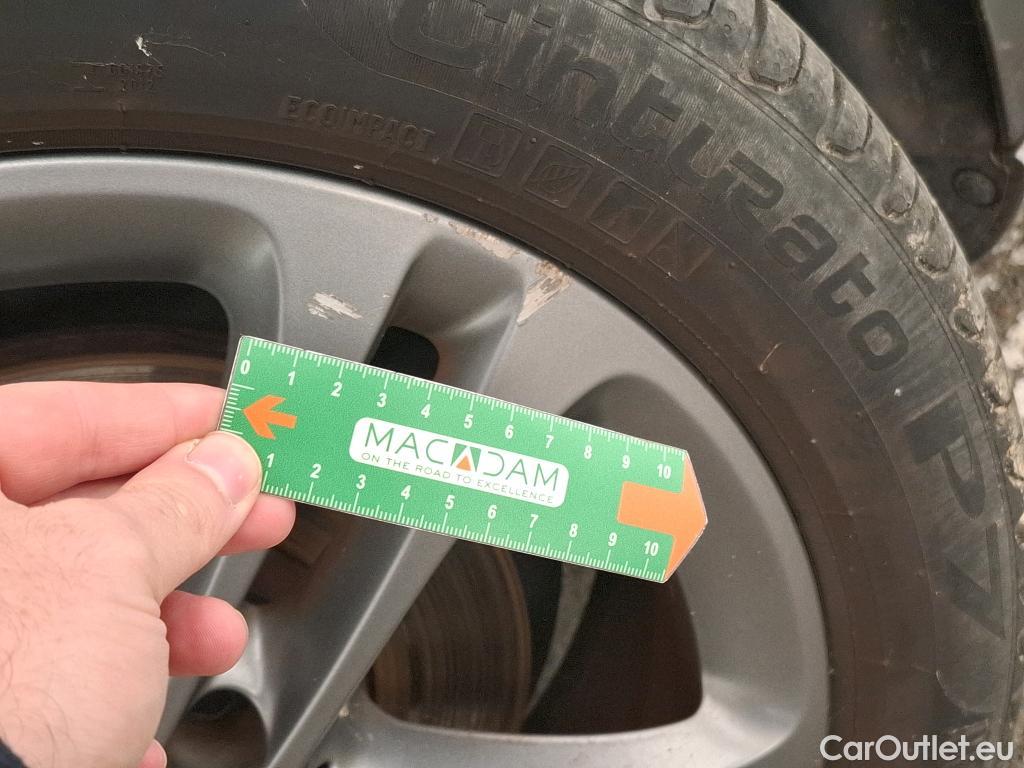 Cinturato P7
ECOIMPACT
0 1 2 3 4 5 6 7 8 9 10
MACADAM
ON THE ROAD TO EXCELLENCE
1 2 3 4 5 6 7 8 9 10
CarOutlet.eu